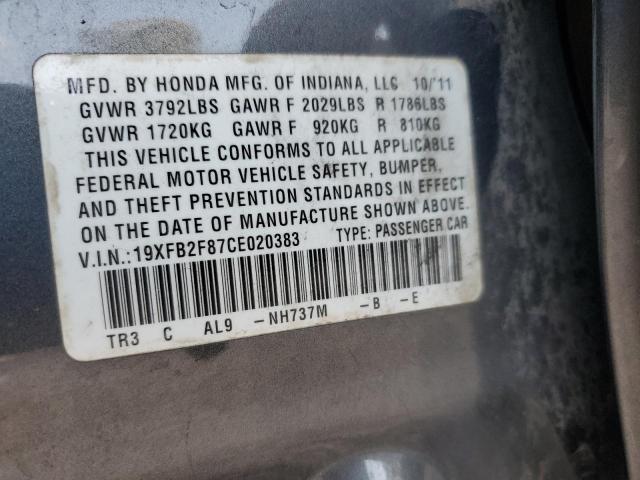 MFD. BY HONDA MFG. OF INDIANA, LLC 10/11
GVWR 3792LBS GAWR F 2029LBS R 1786LBS
GVWR 1720KG GAWR F 920KG R 810KG
THIS VEHICLE CONFORMS TO ALL APPLICABLE
FEDERAL MOTOR VEHICLE SAFETY, BUMPER,
AND THEFT PREVENTION STANDARDS IN EFFECT
ON THE DATE OF MANUFACTURE SHOWN ABOVE.
V.I.N.:19XFB2F87CE020383 TYPE: PASSENGER CAR
TR3 C AL9 -NH737M -B -E